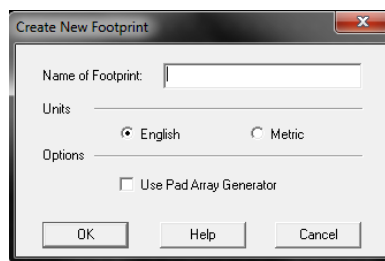 Create New Footprint
Name of Footprint:
Units
English Metric
Options
Use Pad Array Generator
OK Help Cancel